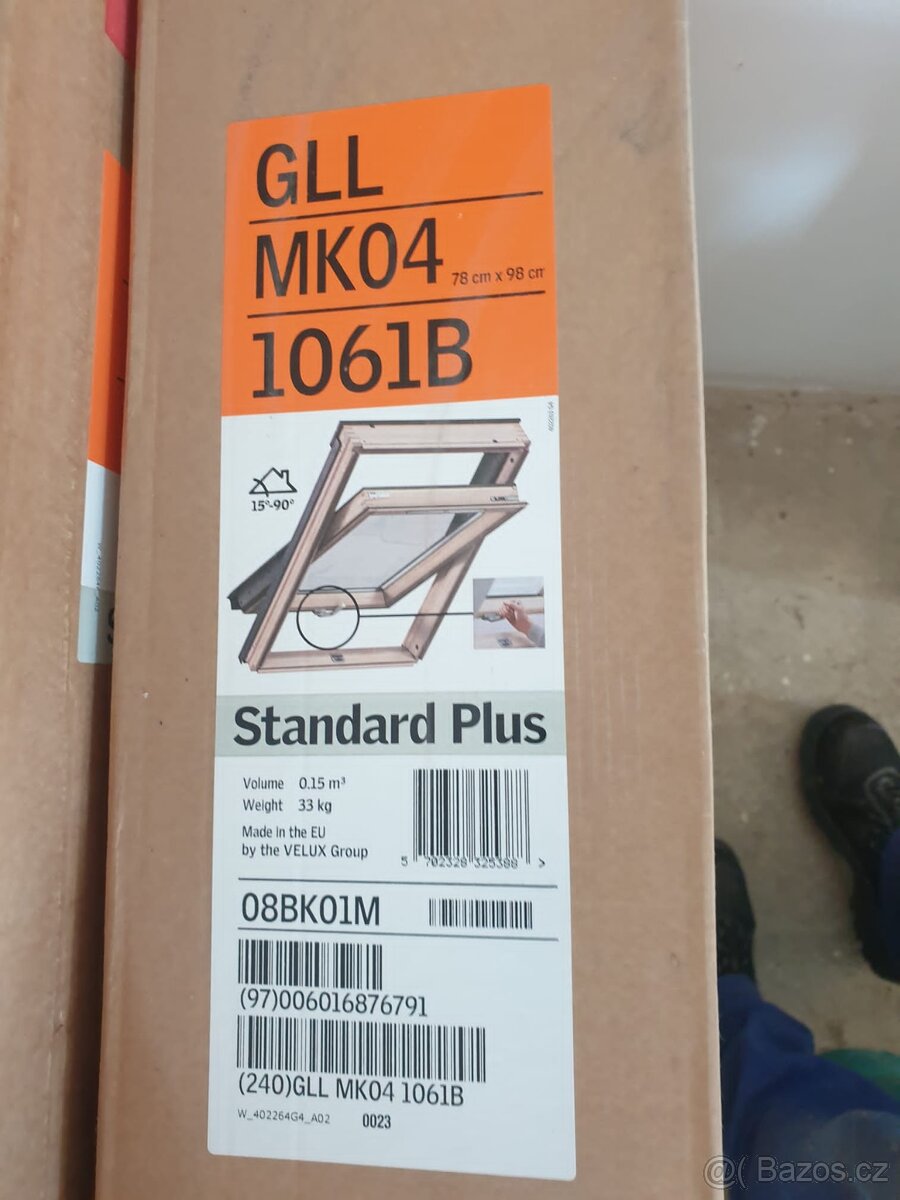 GLL
MK04 78 cm x 98 cm
1061B
15°-90°
Standard Plus
Volume 0.15 m³
Weight 33 kg
Made in the EU
by the VELUX Group
5 702328 325388 >
08BK01M
(97)006016876791
(240)GLL MK04 1061B
W_402264G4_A02 0023
@( Bazos.cz